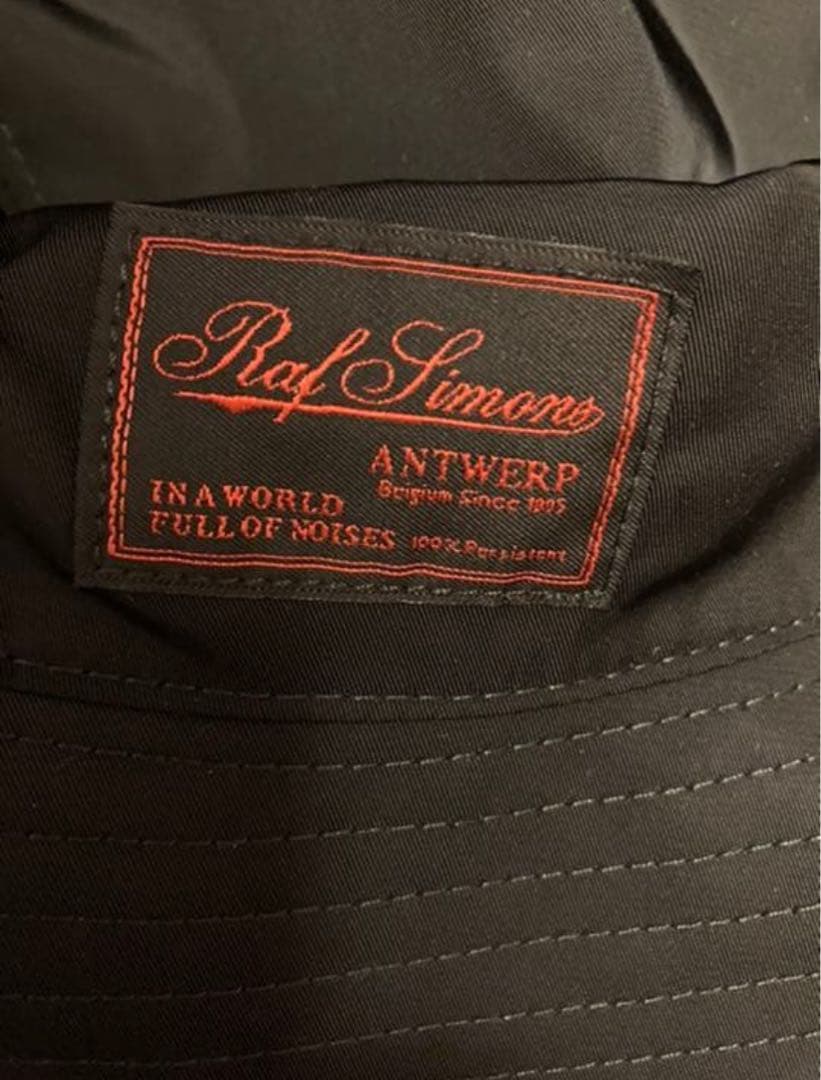 Raf Simons
ANTWERP
Belgium Since 1995
IN A WORLD
FULL OF NOISES
100% Persistent